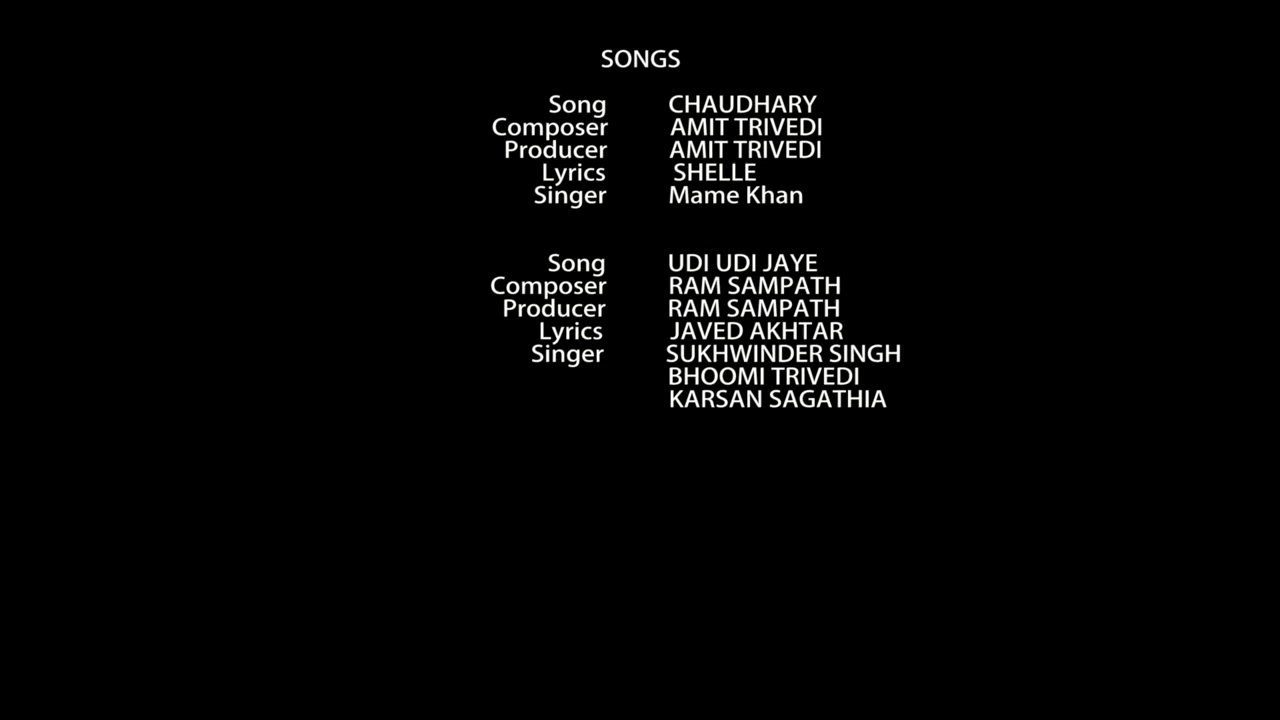 SONGS
Song CHAUDHARY
Composer AMIT TRIVEDI
Producer AMIT TRIVEDI
Lyrics SHELLE
Singer Mame Khan
Song UDI UDI JAYE
Composer RAM SAMPATH
Producer RAM SAMPATH
Lyrics JAVED AKHTAR
Singer SUKHWINDER SINGH
BHOOMI TRIVEDI
KARSAN SAGATHIA